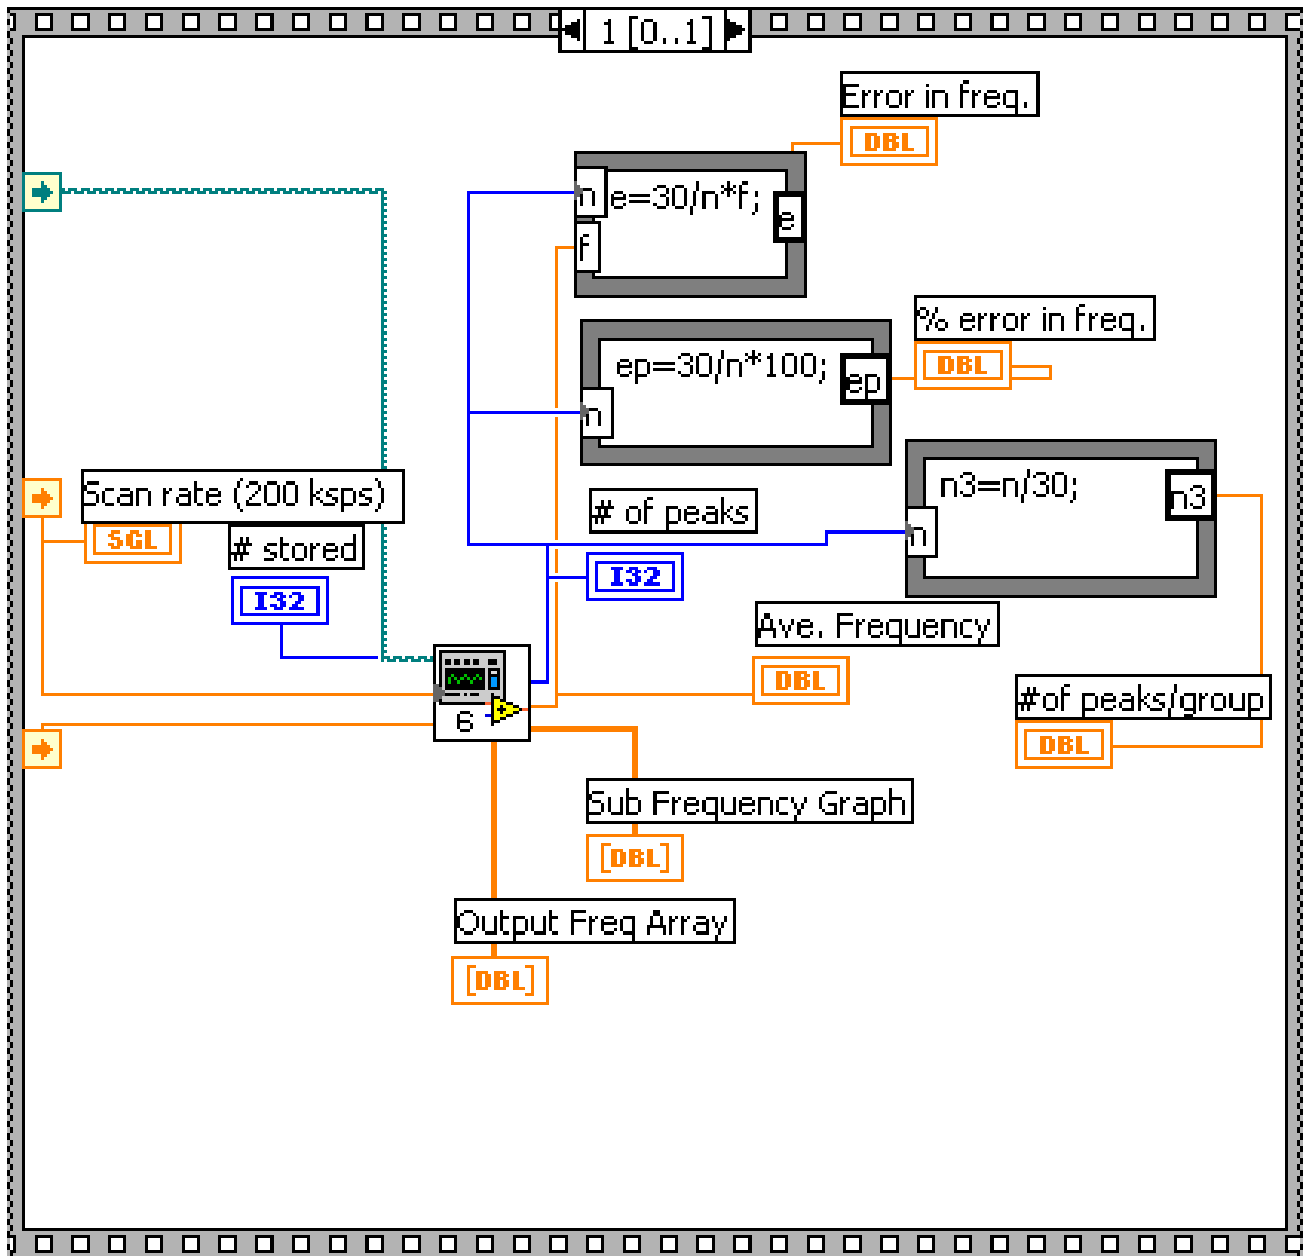 1 [0..1]
Error in freq.
DBL
n
e=30/n*f;
e
f
% error in freq.
DBL
ep=30/n*100;
ep
n
n3=n/30;
n3
n
Scan rate (200 ksps)
SGL
# of peaks
I32
# stored
I32
Ave. Frequency
DBL
6
#of peaks/group
DBL
Sub Frequency Graph
[DBL]
Output Freq Array
[DBL]